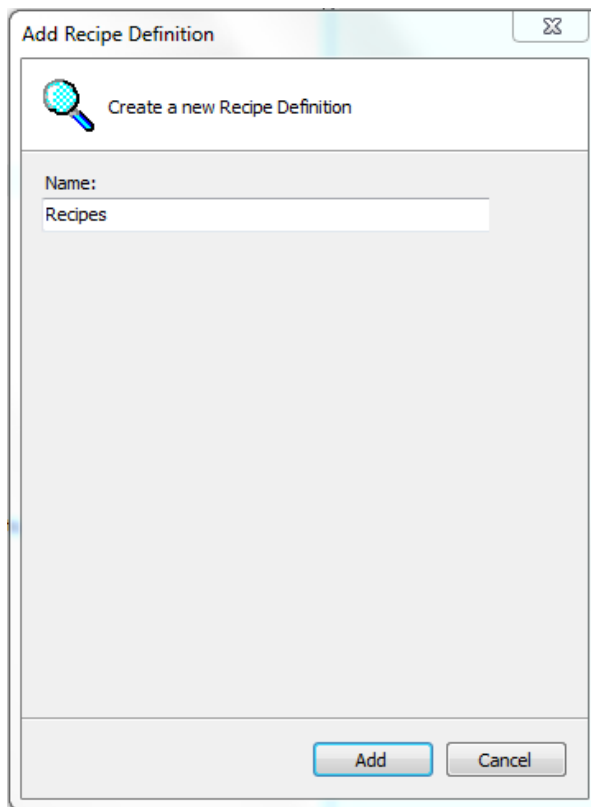 Add Recipe Definition
Create a new Recipe Definition
Name:
Recipes
Add
Cancel